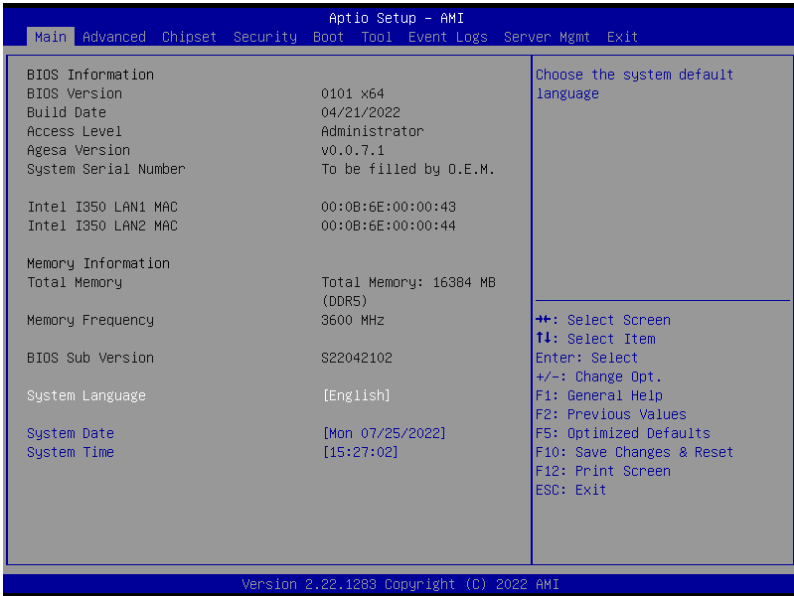 Aptio Setup – AMI
Main Advanced Chipset Security Boot Tool Event Logs Server Mgmt Exit
BIOS Information
BIOS Version 0101 x64
Build Date 04/21/2022
Access Level Administrator
Agesa Version v0.0.7.1
System Serial Number To be filled by O.E.M.
Intel I350 LAN1 MAC 00:0B:6E:00:00:43
Intel I350 LAN2 MAC 00:0B:6E:00:00:44
Memory Information
Total Memory Total Memory: 16384 MB
(DDR5)
Memory Frequency 3600 MHz
BIOS Sub Version S22042102
System Language [English]
System Date [Mon 07/25/2022]
System Time [15:27:02]
Choose the system default
language
→←: Select Screen
↑↓: Select Item
Enter: Select
+/-: Change Opt.
F1: General Help
F2: Previous Values
F5: Optimized Defaults
F10: Save Changes & Reset
F12: Print Screen
ESC: Exit
Version 2.22.1283 Copyright (C) 2022 AMI